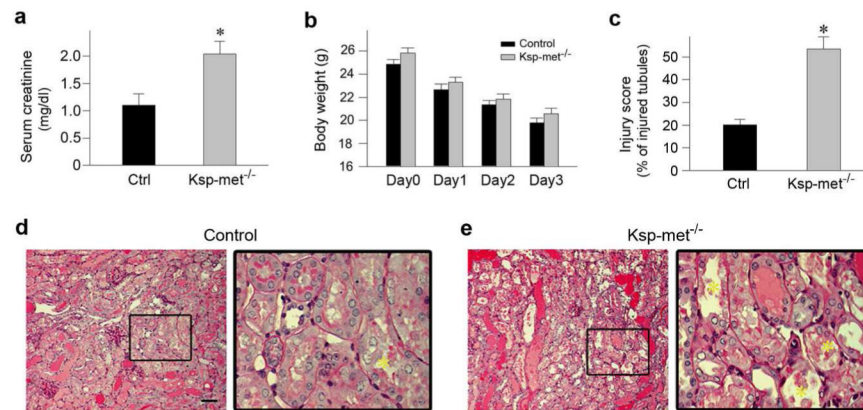 a
*
Serum creatinine
(mg/dl)
2.0
1.5
1.0
0.5
0
Ctrl
Ksp-met-/-
b
Control
Ksp-met-/-
Body weight (g)
26
24
22
20
18
16
Day0
Day1
Day2
Day3
c
*
Injury score
(% of injured tubules)
50
40
30
20
10
0
Ctrl
Ksp-met-/-
d
Control
e
Ksp-met-/-